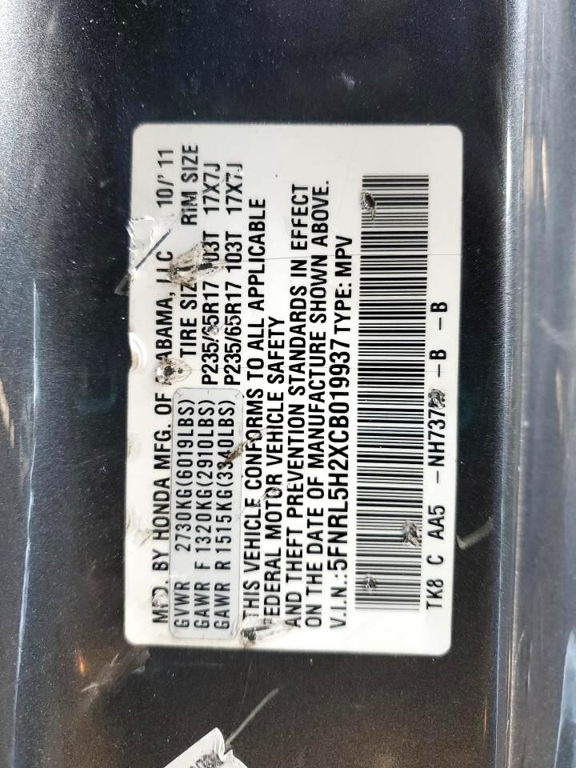 MFD. BY HONDA MFG. OF ALABAMA, LLC 10/'11
GVWR 2730KG(6019LBS) TIRE SIZE RIM SIZE
GAWR F 1320KG(2910LBS) P235/65R17 103T 17X7J
GAWR R 1515KG(3340LBS) P235/65R17 103T 17X7J
THIS VEHICLE CONFORMS TO ALL APPLICABLE
FEDERAL MOTOR VEHICLE SAFETY
AND THEFT PREVENTION STANDARDS IN EFFECT
ON THE DATE OF MANUFACTURE SHOWN ABOVE.
V.I.N.:5FNRL5H2XCB019937 TYPE: MPV
TK8 C AA5 -B -B